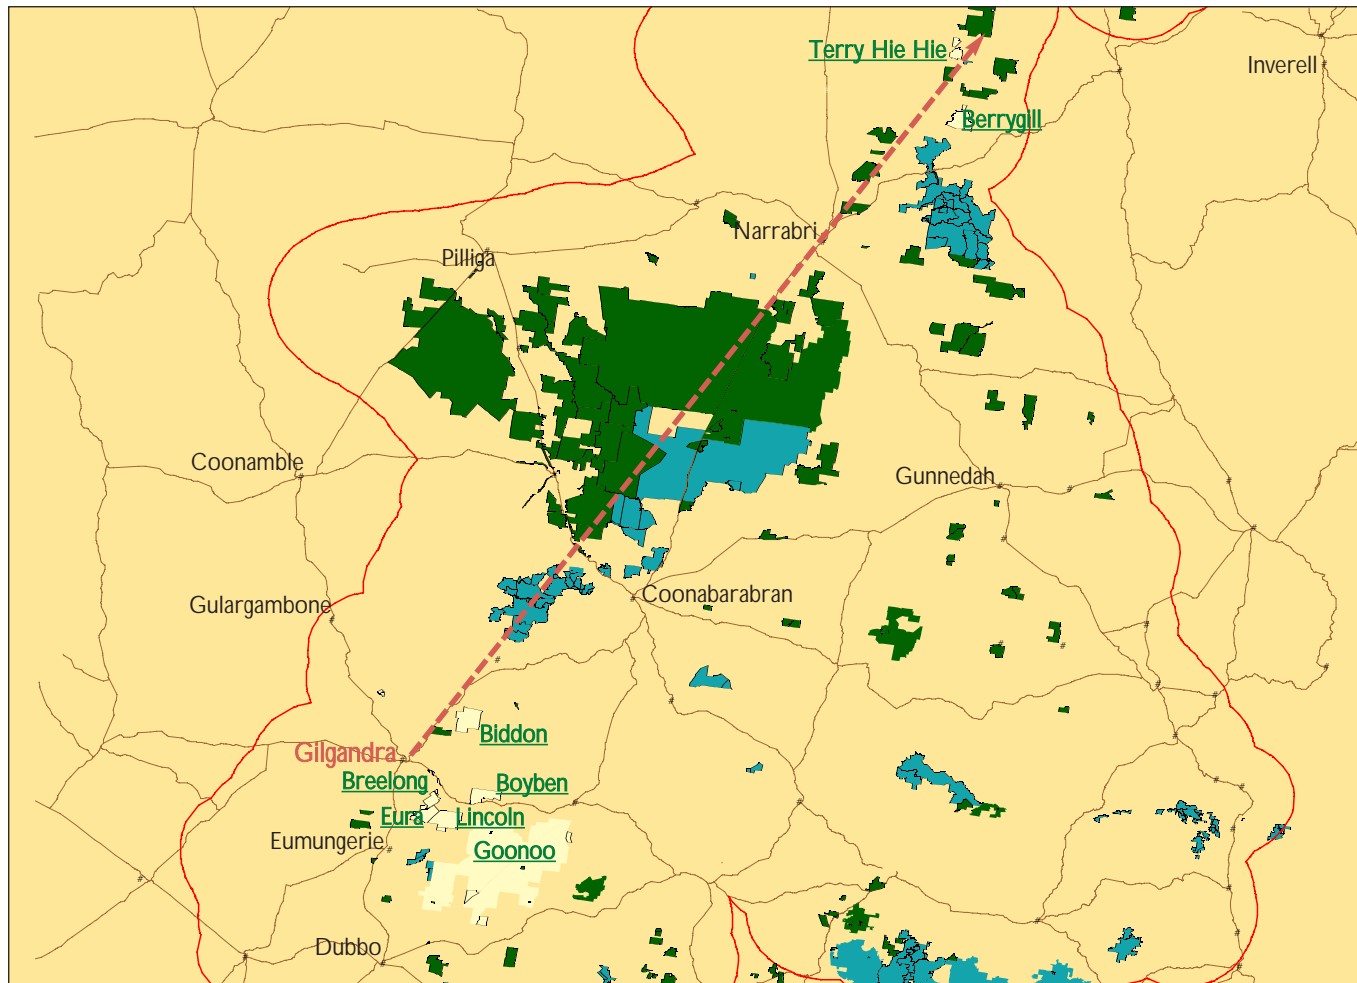 Terry Hie Hie
Inverell
Berrygill
Narrabri
Pilliga
Coonamble
Gunnedah
Gulargambone
Coonabarabran
Biddon
Gilgandra
Breelong
Boyben
Eura
Lincoln
Eumungerie
Goonoo
Dubbo